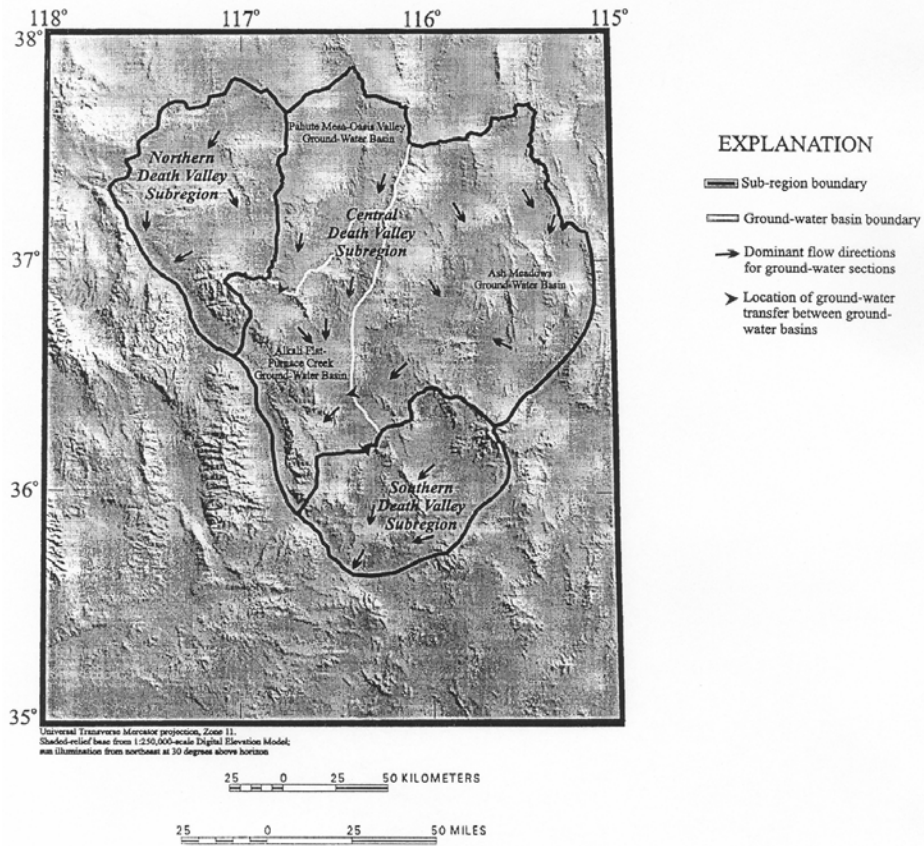 118° 117° 116° 115°
38°
37°
36°
35°
Pahute Mesa-Oasis Valley
Ground-Water Basin
Northern
Death Valley
Subregion
Central
Death Valley
Subregion
Ash Meadows
Ground-Water Basin
Alkali Flat-
Furnace Creek
Ground-Water Basin
Southern
Death Valley
Subregion
EXPLANATION
Sub-region boundary
Ground-water basin boundary
Dominant flow directions
for ground-water sections
Location of ground-water
transfer between ground-
water basins
Universal Transverse Mercator projection, Zone 11.
Shaded-relief base from 1:250,000-scale Digital Elevation Model;
sun illumination from northeast at 30 degrees above horizon
25 0 25 50 KILOMETERS
25 0 25 50 MILES